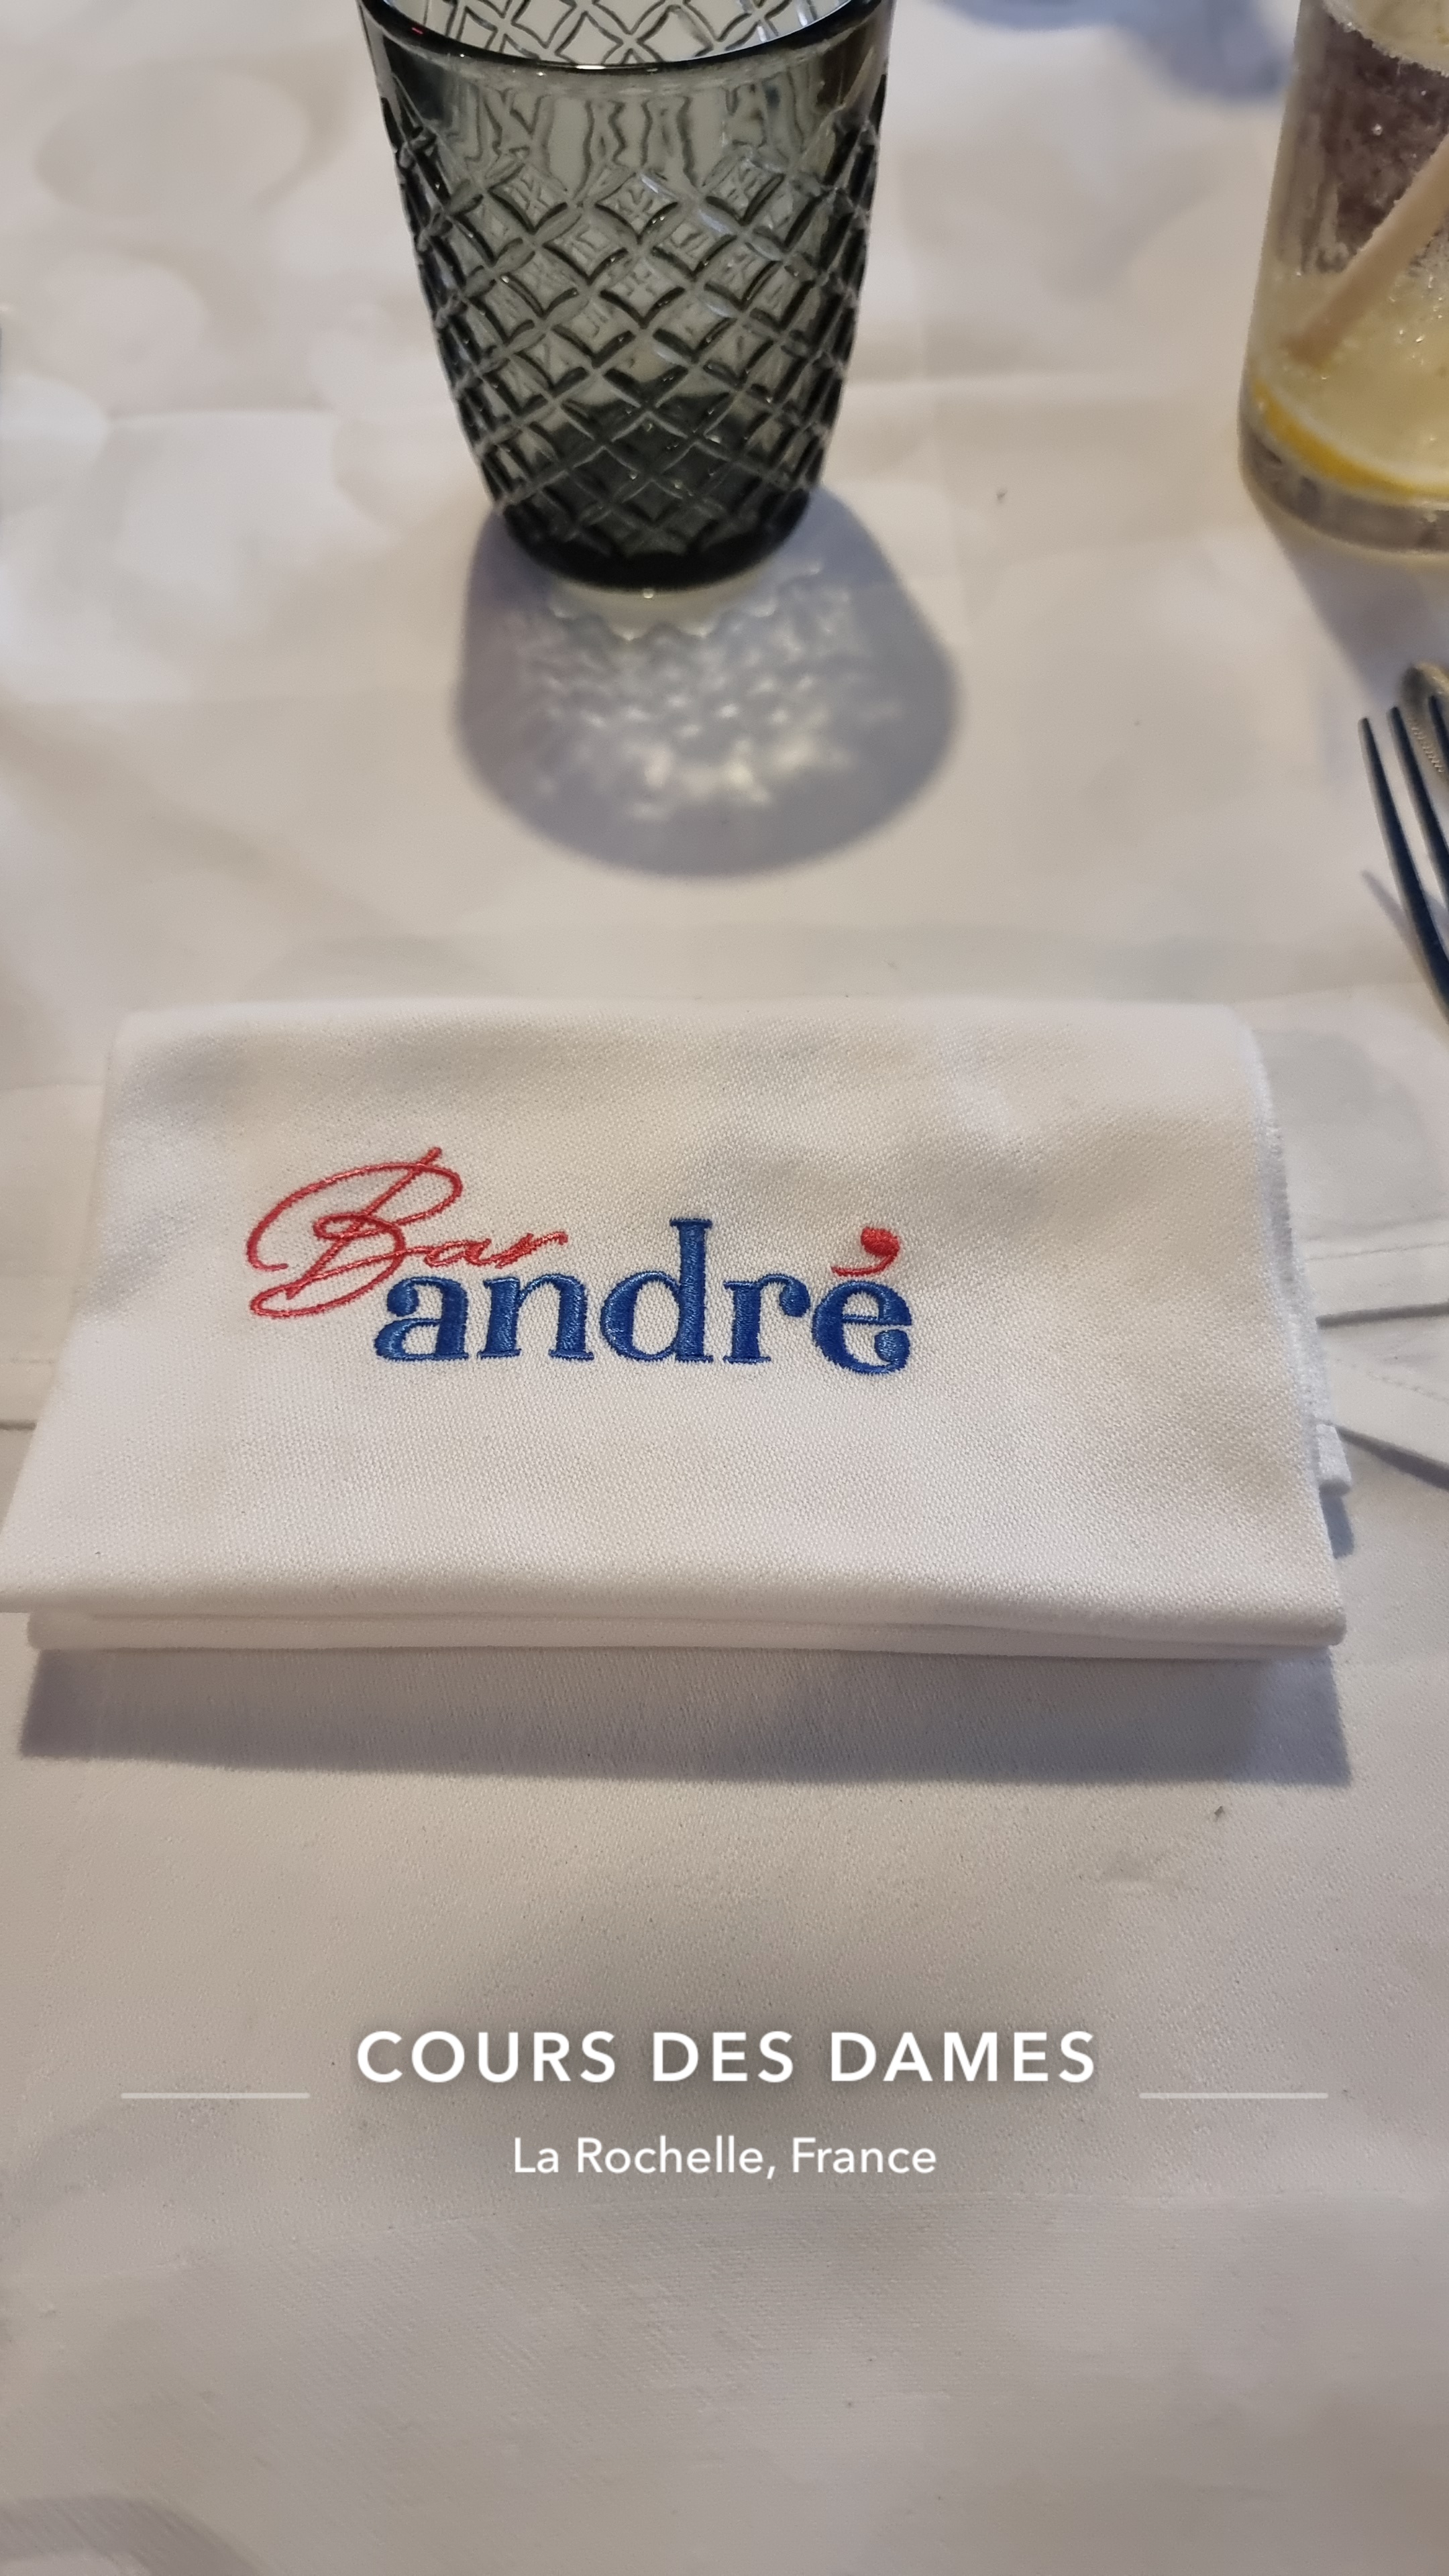 Bar
andré
COURS DES DAMES
La Rochelle, France